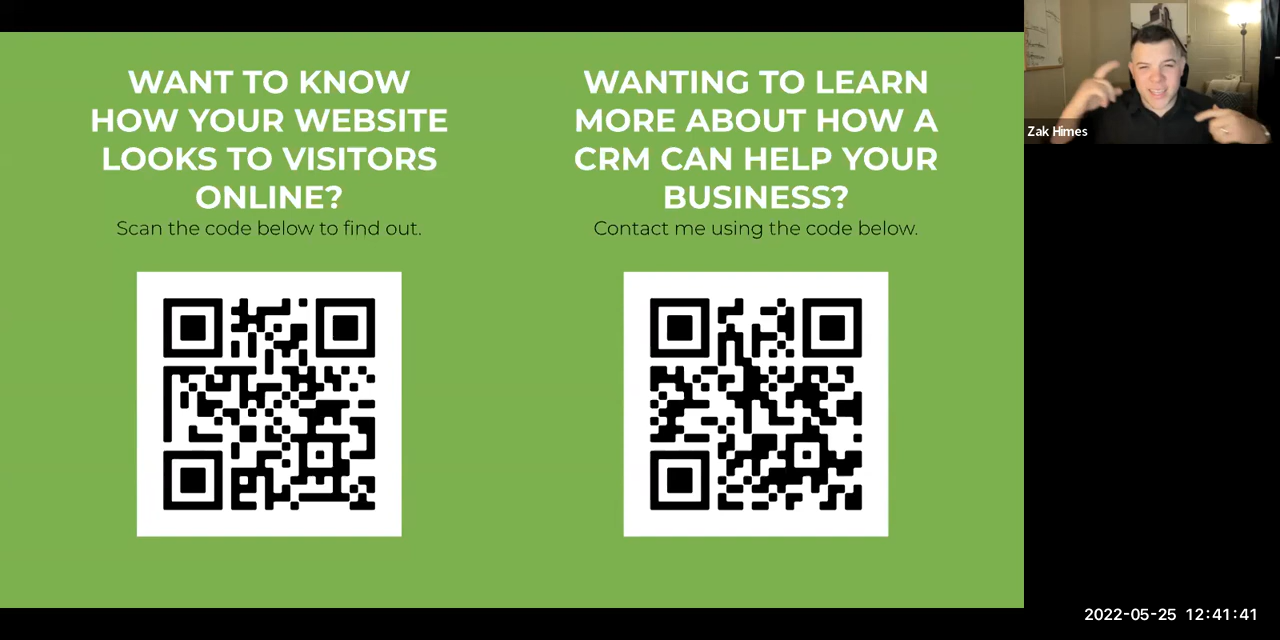 WANT TO KNOW
HOW YOUR WEBSITE
LOOKS TO VISITORS
ONLINE?
Scan the code below to find out.
WANTING TO LEARN
MORE ABOUT HOW A
CRM CAN HELP YOUR
BUSINESS?
Contact me using the code below.
Zak Himes
2022-05-25 12:41:41